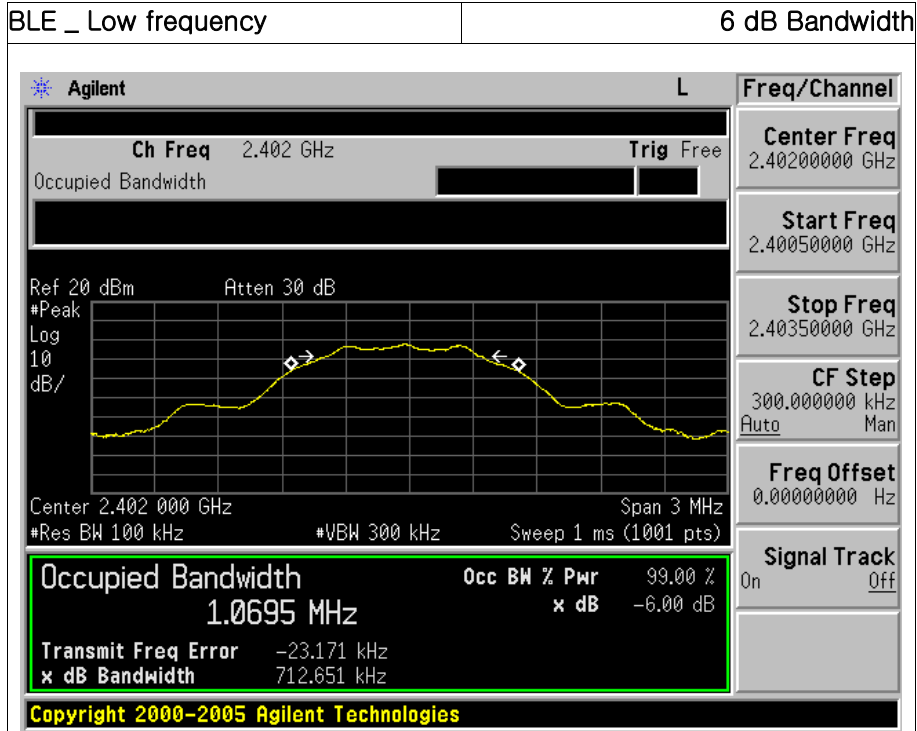 BLE _ Low frequency 6 dB Bandwidth
Agilent L Freq/Channel
Ch Freq 2.402 GHz Trig Free
Occupied Bandwidth
Center Freq
2.40200000 GHz
Start Freq
2.40050000 GHz
Stop Freq
2.40350000 GHz
CF Step
300.000000 kHz
Auto Man
Freq Offset
0.00000000 Hz
Signal Track
On Off
Ref 20 dBm Atten 30 dB
#Peak
Log
10
dB/
Center 2.402 000 GHz Span 3 MHz
#Res BW 100 kHz #VBW 300 kHz Sweep 1 ms (1001 pts)
Occupied Bandwidth Occ BW % Pwr 99.00 %
1.0695 MHz x dB -6.00 dB
Transmit Freq Error -23.171 kHz
x dB Bandwidth 712.651 kHz
Copyright 2000-2005 Agilent Technologies